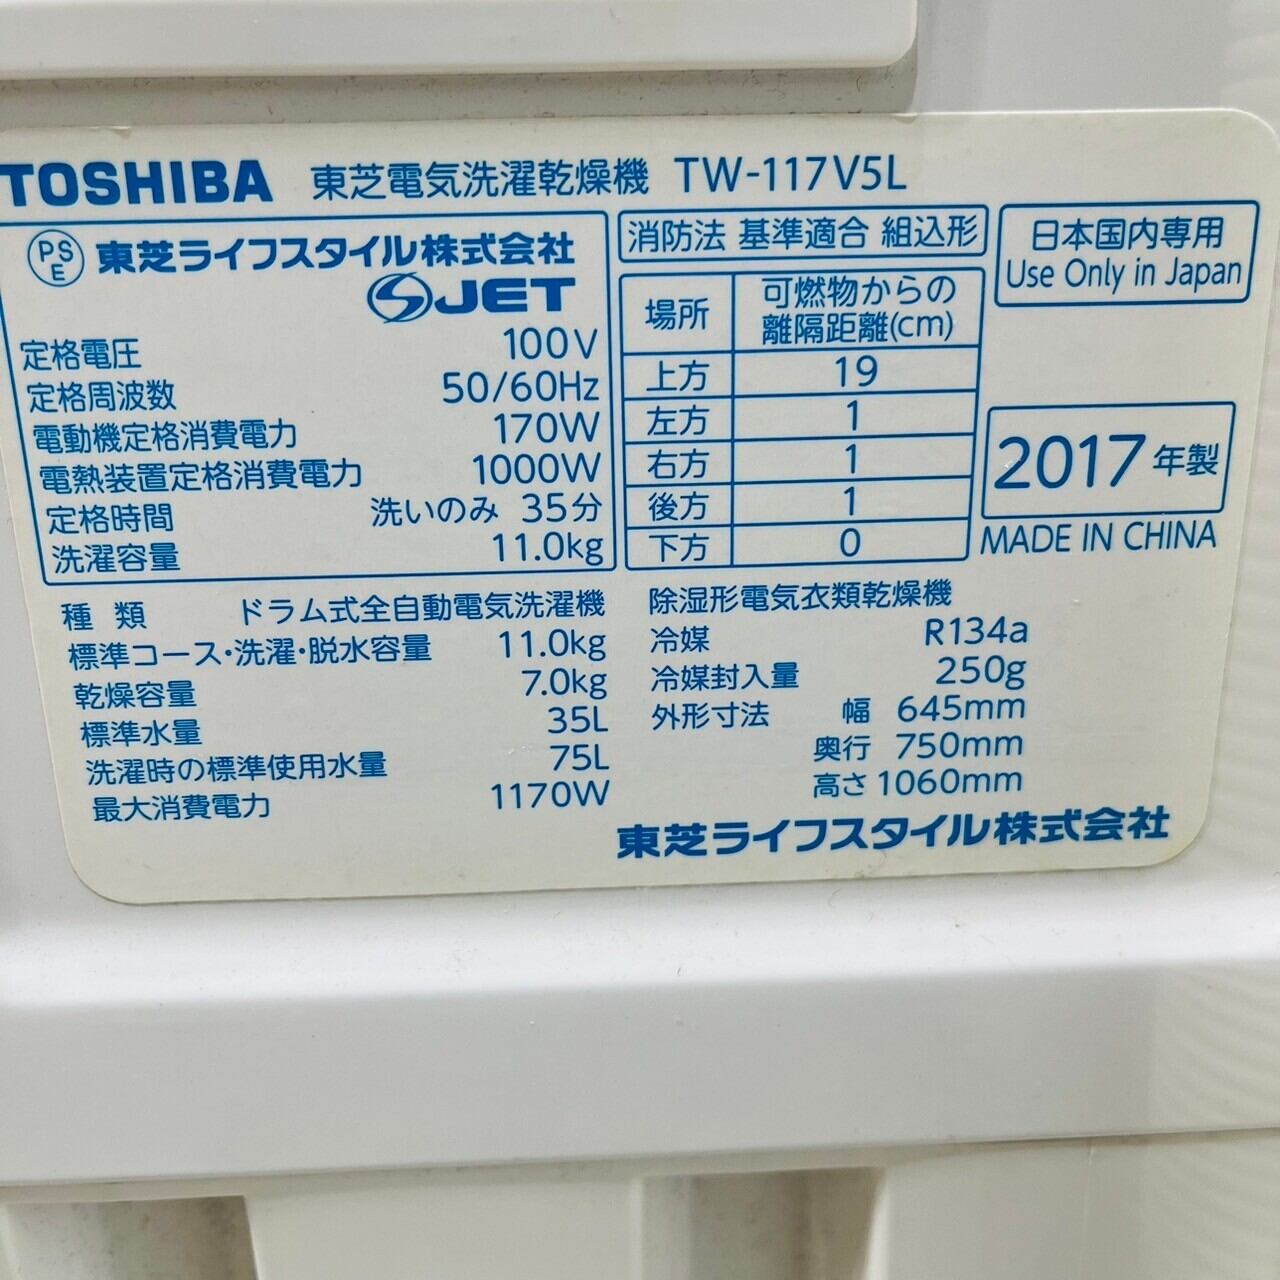 TOSHIBA 東芝電気洗濯乾燥機 TW-117V5L
PSE 東芝ライフスタイル株式会社
JET
定格電圧 100V
定格周波数 50/60Hz
電動機定格消費電力 170W
電熱装置定格消費電力 1000W
定格時間 洗いのみ 35分
洗濯容量 11.0kg
消防法 基準適合 組込形
場所 可燃物からの離隔距離(cm)
上方 19
左方 1
右方 1
後方 1
下方 0
日本国内専用
Use Only in Japan
2017年製
MADE IN CHINA
種類 ドラム式全自動電気洗濯機
標準コース・洗濯・脱水容量 11.0kg
乾燥容量 7.0kg
標準水量 35L
洗濯時の標準使用水量 75L
最大消費電力 1170W
除湿形電気衣類乾燥機
冷媒 R134a
冷媒封入量 250g
外形寸法 幅 645mm
奥行 750mm
高さ 1060mm
東芝ライフスタイル株式会社